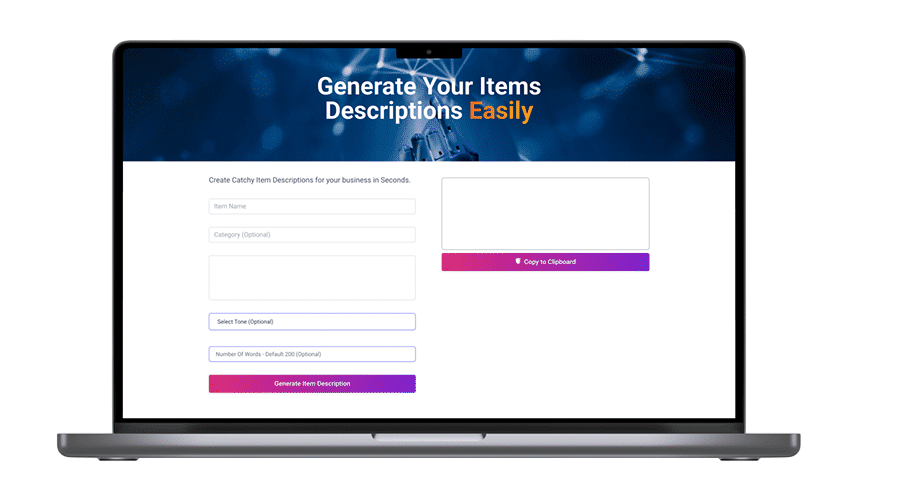 Generate Your Items
Descriptions Easily
Create Catchy Item Descriptions for your business in Seconds.
Item Name
Category (Optional)
Select Tone (Optional)
Number Of Words - Default 200 (Optional)
Generate Item Description
Copy to Clipboard